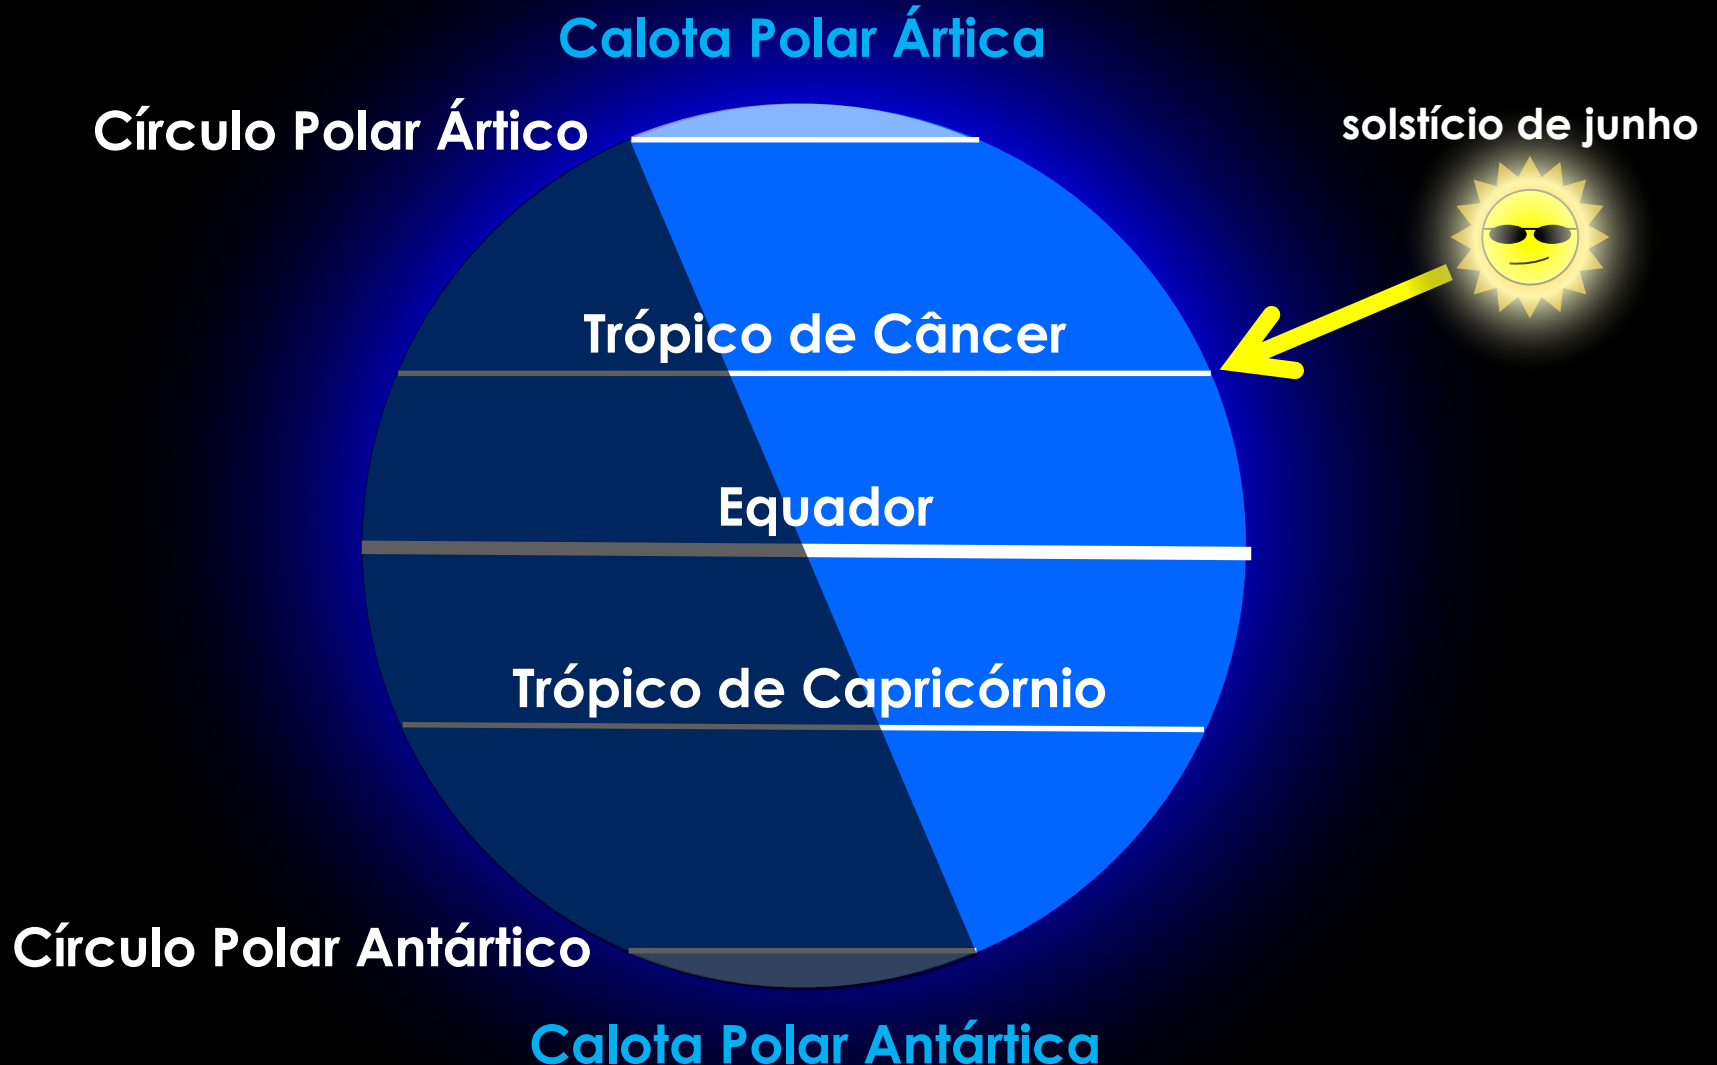 Calota Polar Ártica
Círculo Polar Ártico
solstício de junho
Trópico de Câncer
Equador
Trópico de Capricórnio
Círculo Polar Antártico
Calota Polar Antártica